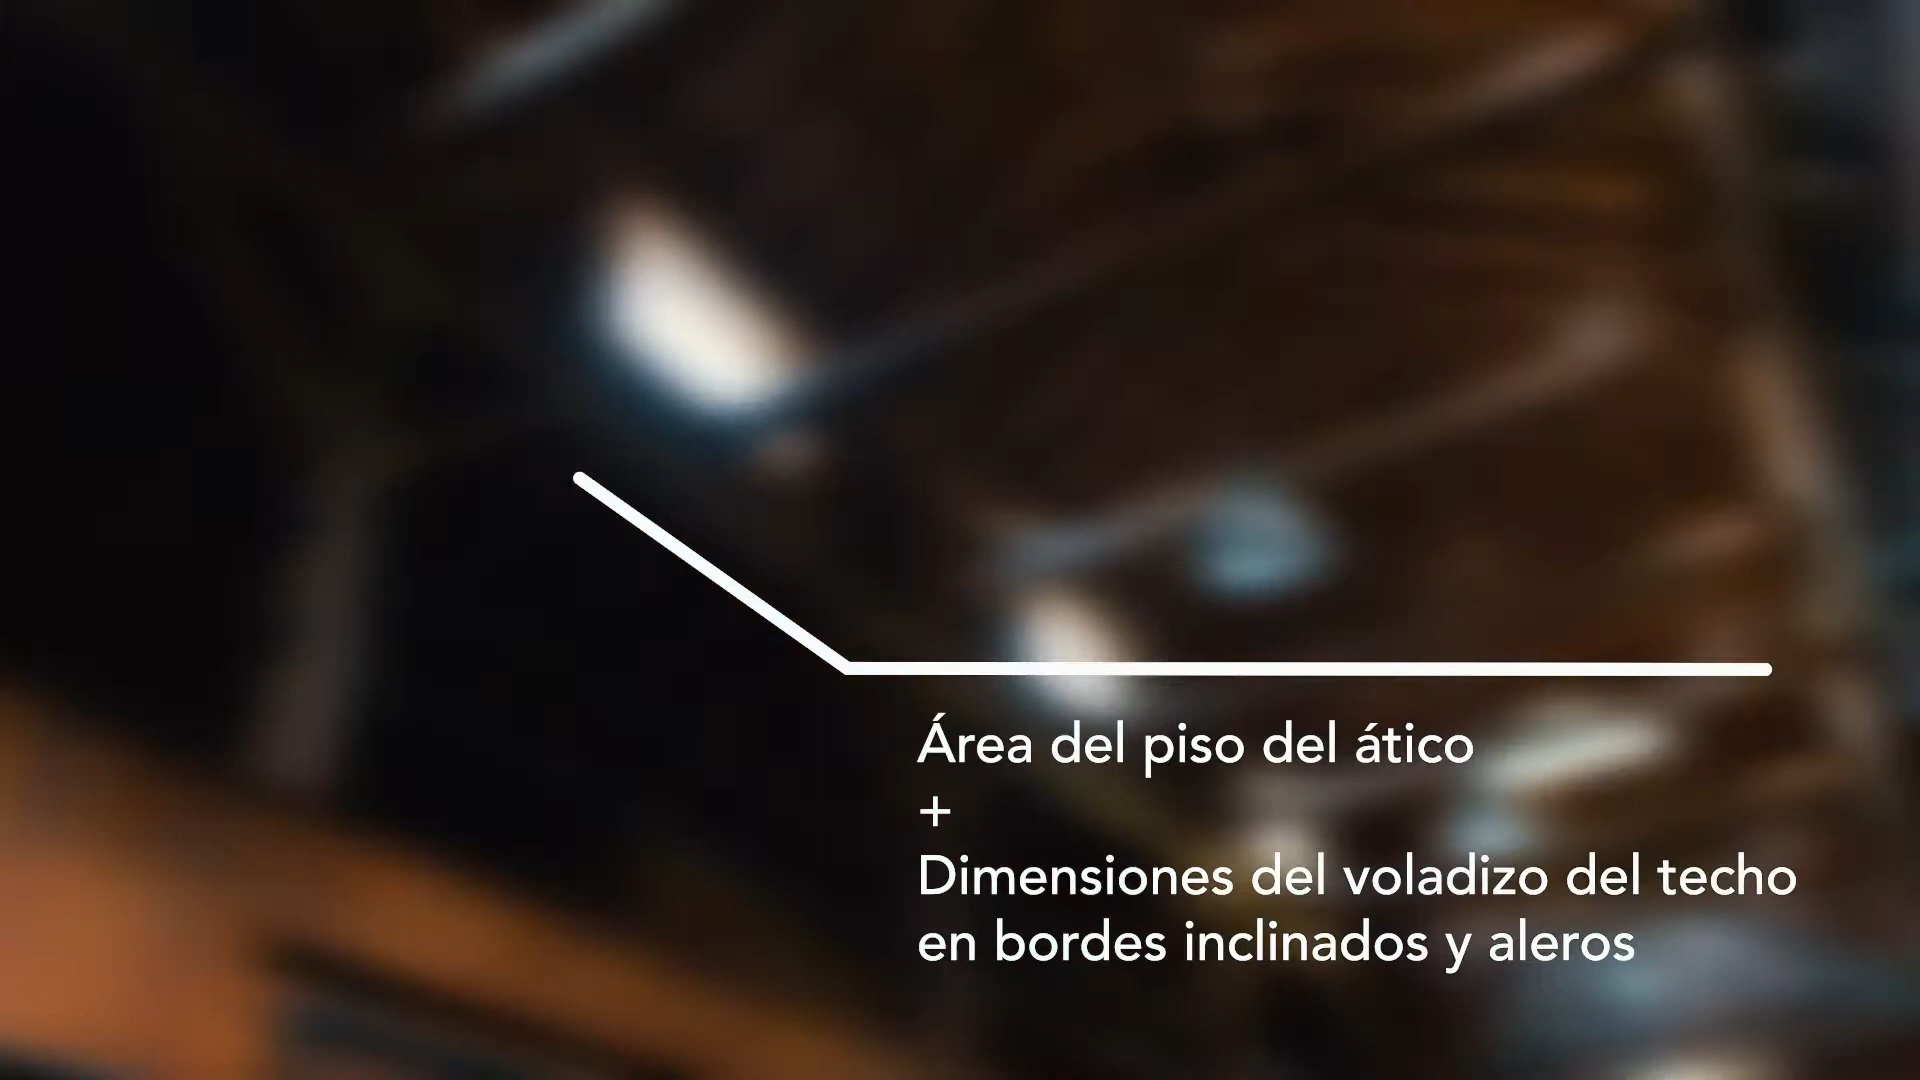 Área del piso del ático
+
Dimensiones del voladizo del techo
en bordes inclinados y aleros